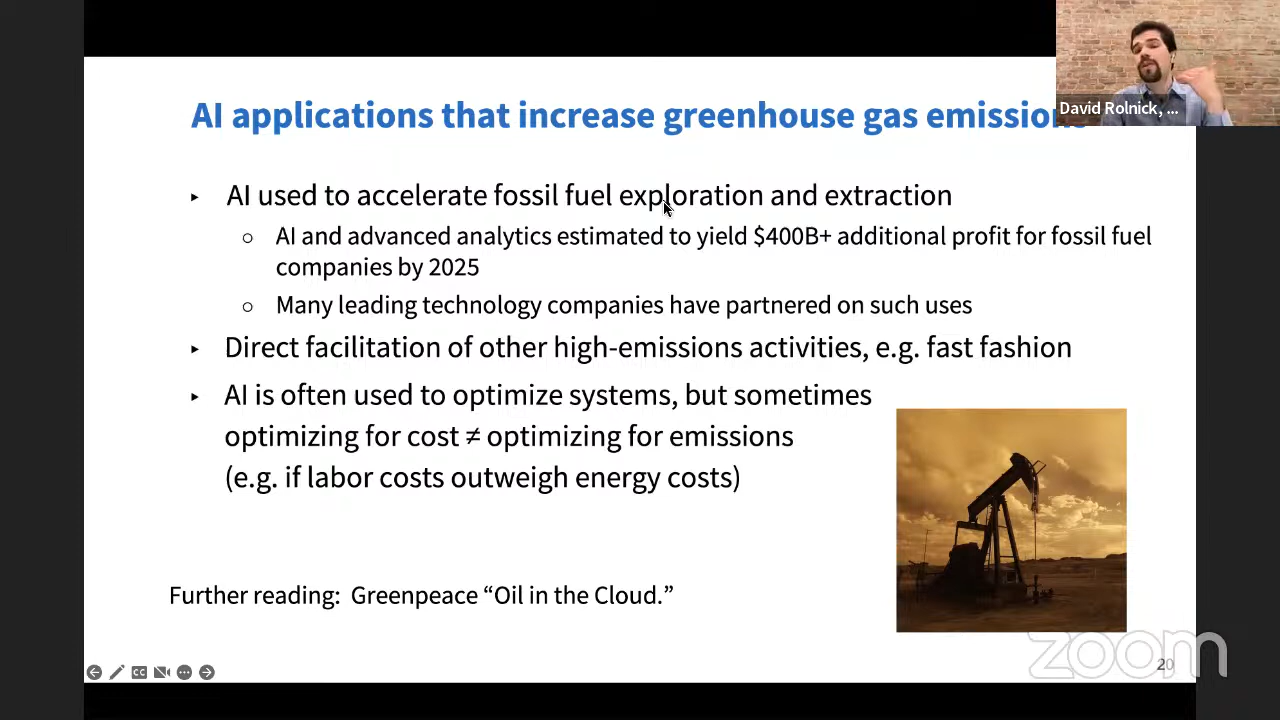 AI applications that increase greenhouse gas emissions
David Rolnick, ...
▸ AI used to accelerate fossil fuel exploration and extraction
○ AI and advanced analytics estimated to yield $400B+ additional profit for fossil fuel
companies by 2025
○ Many leading technology companies have partnered on such uses
▸ Direct facilitation of other high-emissions activities, e.g. fast fashion
▸ AI is often used to optimize systems, but sometimes
optimizing for cost ≠ optimizing for emissions
(e.g. if labor costs outweigh energy costs)
Further reading: Greenpeace “Oil in the Cloud.”
zoom
20
CC